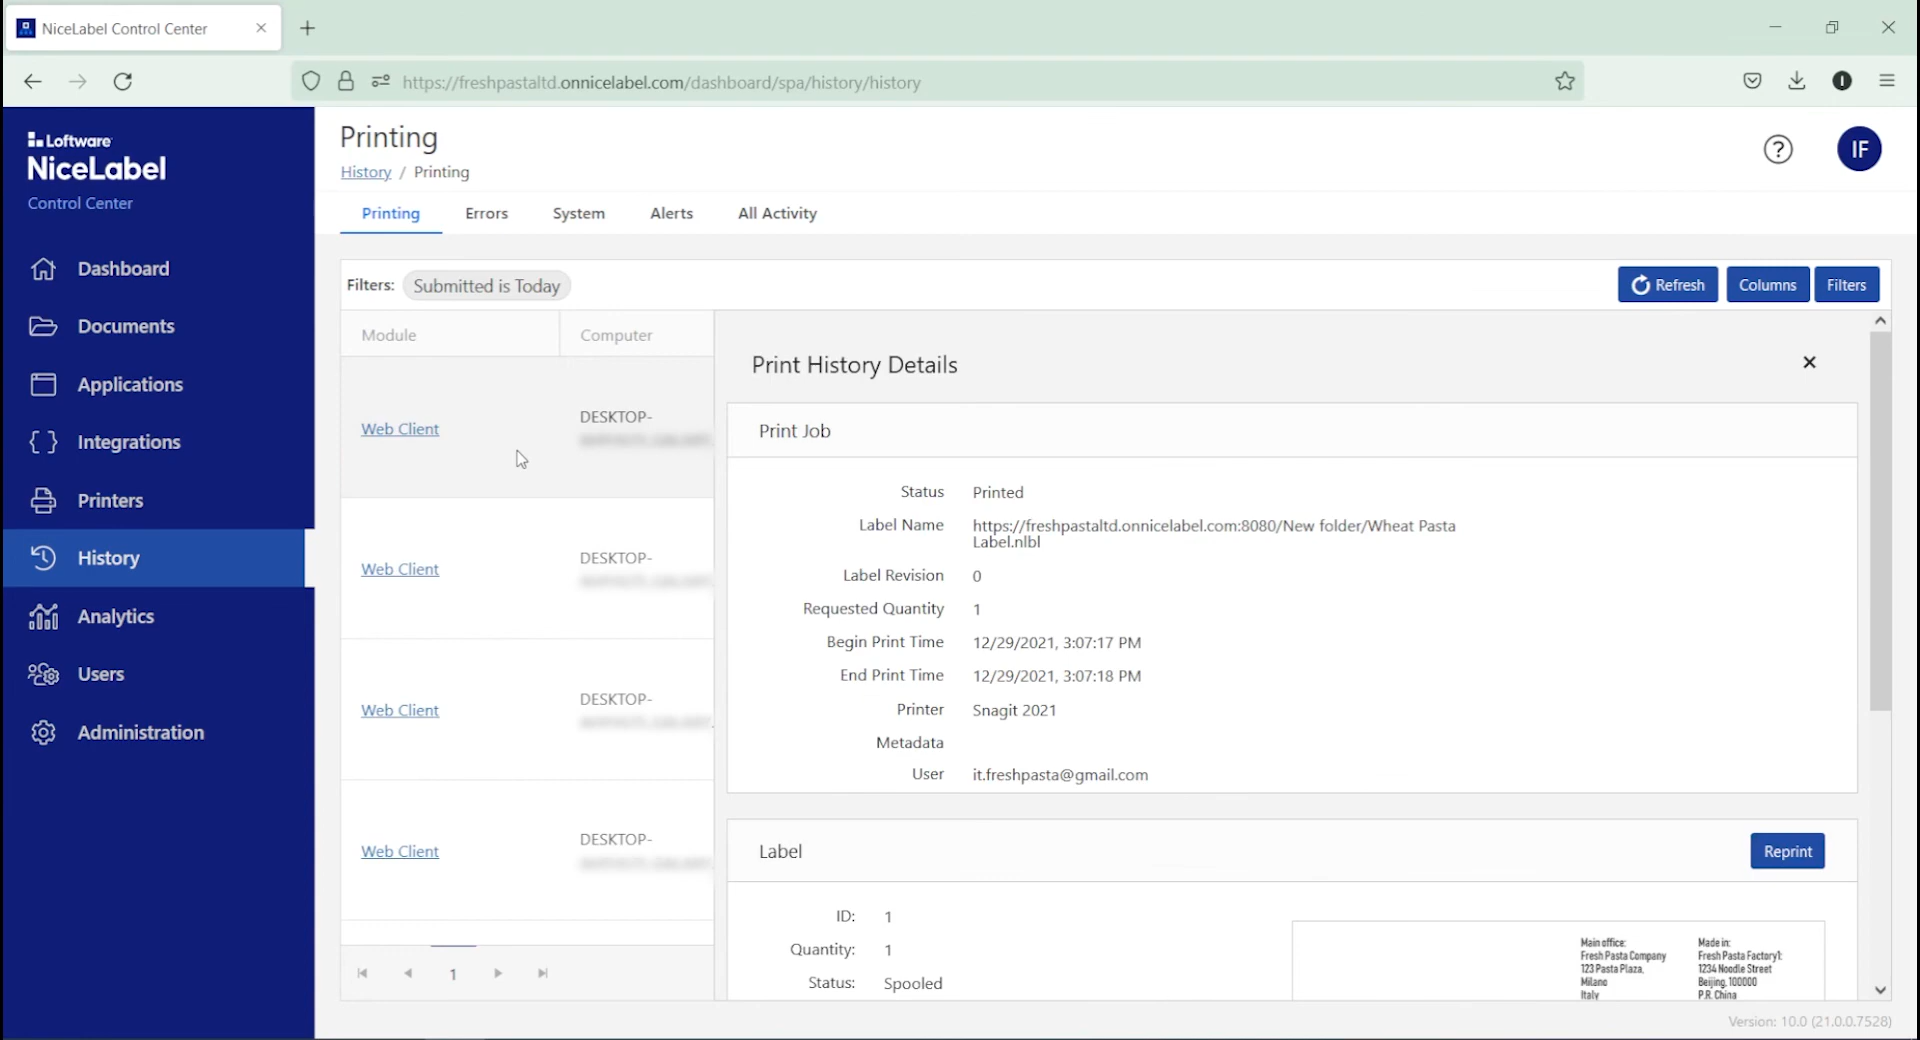 NiceLabel Control Center
https://freshpastaltd.onnicelabel.com/dashboard/spa/history/history
I
Loftware
NiceLabel
Control Center
Dashboard
Documents
Applications
Integrations
Printers
History
Analytics
Users
Administration
Printing
History / Printing
?
IF
Printing Errors System Alerts All Activity
Filters: Submitted is Today
Refresh Columns Filters
Module Computer
Web Client DESKTOP-
Web Client DESKTOP-
Web Client DESKTOP-
Web Client DESKTOP-
1
Print History Details
Print Job
Status Printed
Label Name https://freshpastaltd.onnicelabel.com:8080/New folder/Wheat Pasta
Label.nlbl
Label Revision 0
Requested Quantity 1
Begin Print Time 12/29/2021, 3:07:17 PM
End Print Time 12/29/2021, 3:07:18 PM
Printer Snagit 2021
Metadata
User it.freshpasta@gmail.com
Label
Reprint
ID: 1
Quantity: 1
Status: Spooled
Main office:
Fresh Pasta Company
123 Pasta Plaza,
Milano
Italy
Made in:
Fresh Pasta Factory1:
1234 Noodle Street
Beijing, 100000
P.R. China
Version: 10.0 (21.0.0.7528)